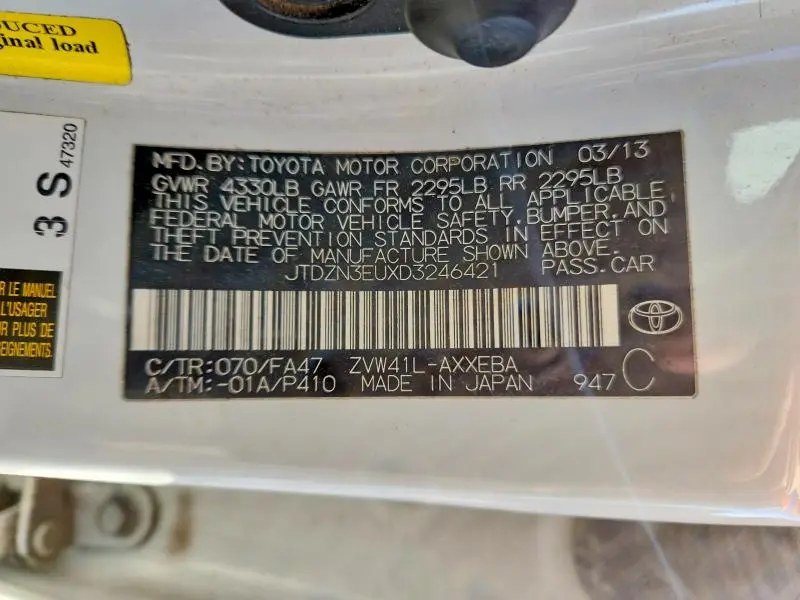 DUCED
ginal load
3 S 47320
R LE MANUEL
L'USAGER
R PLUS DE
EIGNEMENTS.
MFD. BY: TOYOTA MOTOR CORPORATION 03/13
GVWR 4330LB GAWR FR 2295LB RR 2295LB
THIS VEHICLE CONFORMS TO ALL APPLICABLE
FEDERAL MOTOR VEHICLE SAFETY, BUMPER, AND
THEFT PREVENTION STANDARDS IN EFFECT ON
THE DATE OF MANUFACTURE SHOWN ABOVE.
JTDZN3EUXD3246421 PASS.CAR
C/TR:070/FA47 ZVW41L-AXXEBA
A/TM:-01A/P410 MADE IN JAPAN 947 C